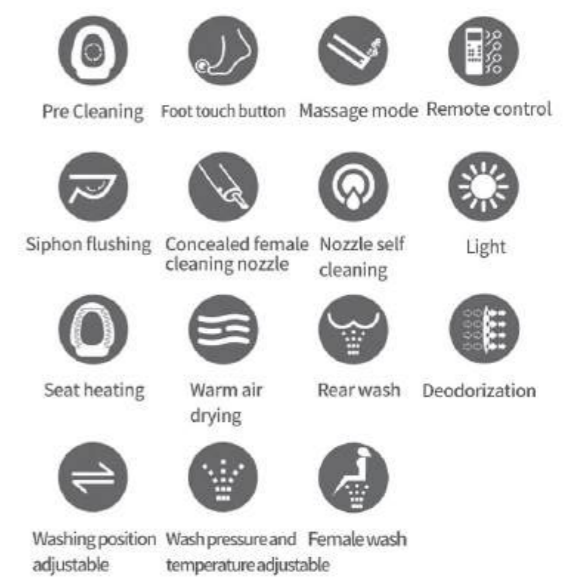 Pre Cleaning
Foot touch button
Massage mode
Remote control
Siphon flushing
Concealed female
cleaning nozzle
Nozzle self
cleaning
Light
Seat heating
Warm air
drying
Rear wash
Deodorization
Washing position
adjustable
Wash pressure and
temperature adjustable
Female wash